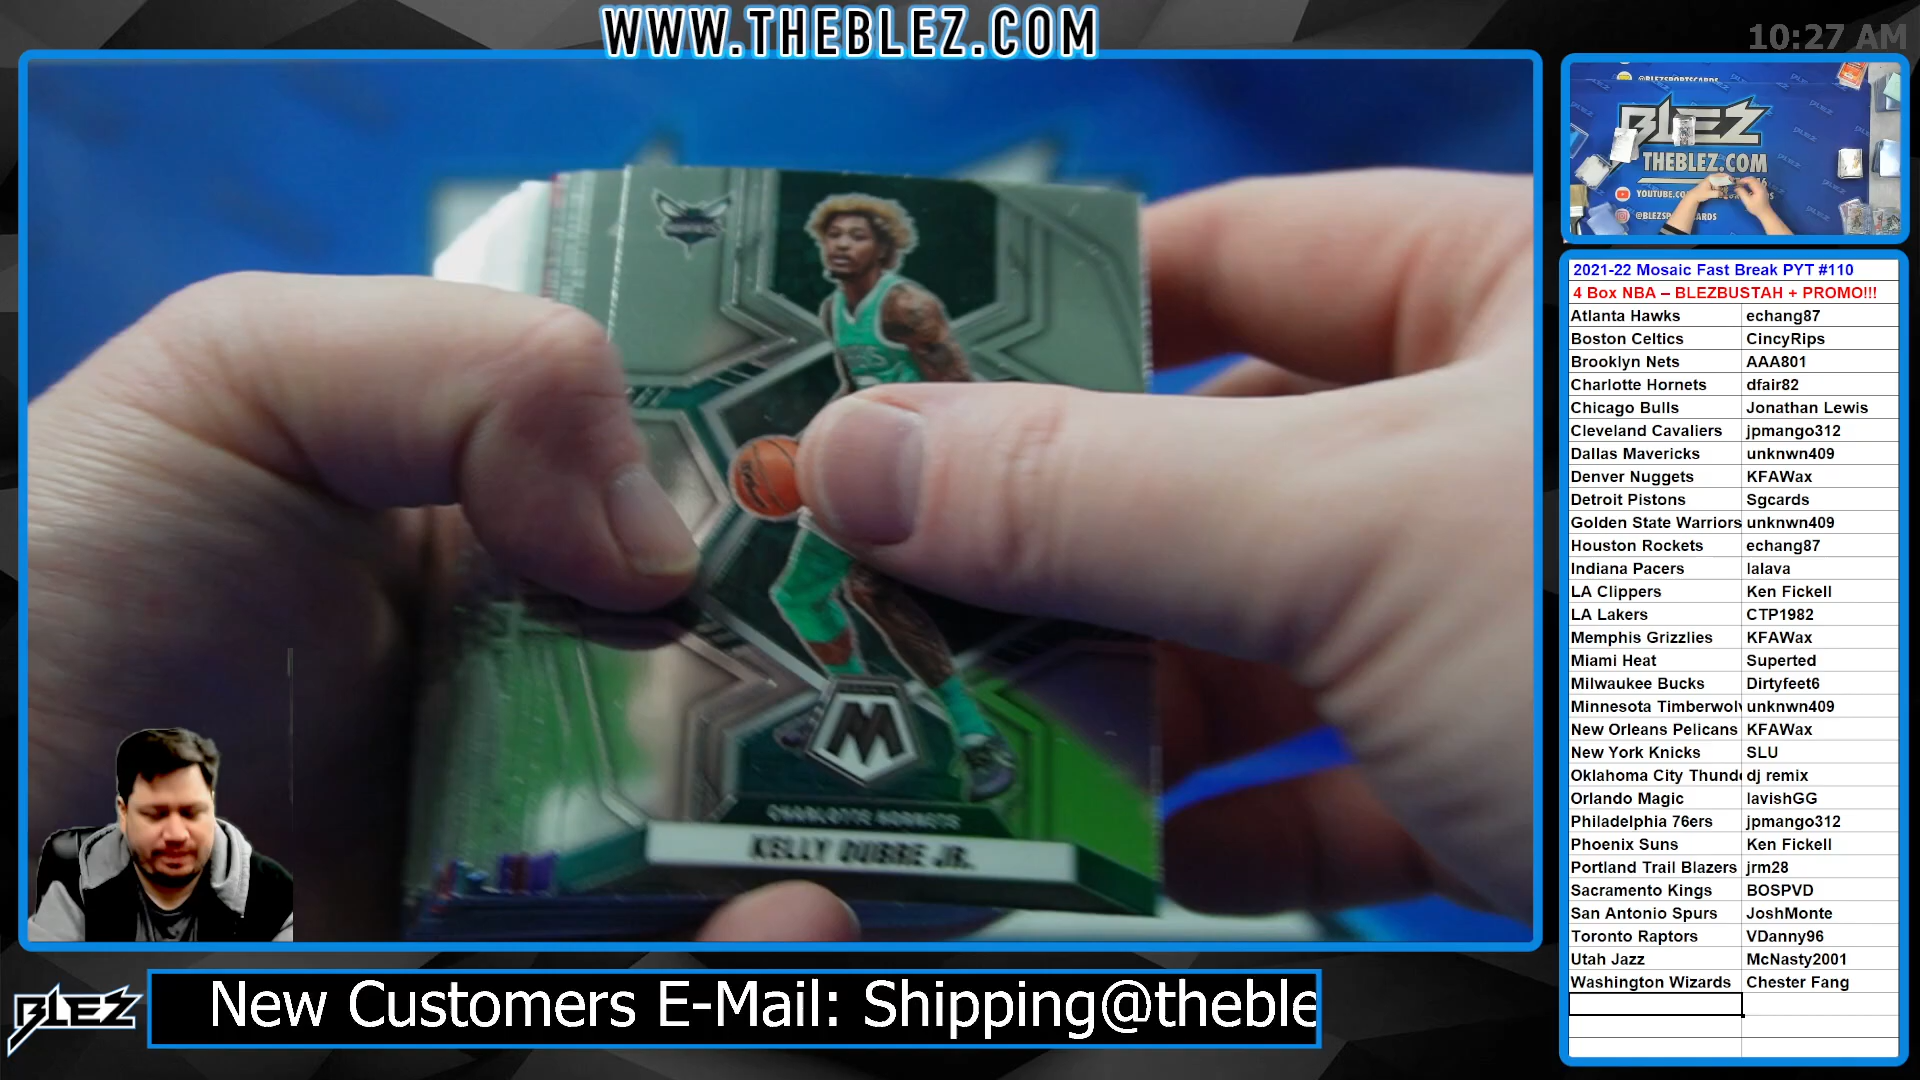 WWW.THEBLEZ.COM
10:27 AM
CHARLOTTE HORNETS
KELLY OUBRE JR.
@BLEZSPORTSCARDS
BLEZ
THEBLEZ.COM
2021-22 Mosaic Fast Break PYT #110
4 Box NBA – BLEZBUSTAH + PROMO!!!
Atlanta Hawks echang87
Boston Celtics CincyRips
Brooklyn Nets AAA801
Charlotte Hornets dfair82
Chicago Bulls Jonathan Lewis
Cleveland Cavaliers jpmango312
Dallas Mavericks unknwn409
Denver Nuggets KFAWax
Detroit Pistons Sgcards
Golden State Warriors unknwn409
Houston Rockets echang87
Indiana Pacers lalava
LA Clippers Ken Fickell
LA Lakers CTP1982
Memphis Grizzlies KFAWax
Miami Heat Superted
Milwaukee Bucks Dirtyfeet6
Minnesota Timberwol unknwn409
New Orleans Pelicans KFAWax
New York Knicks SLU
Oklahoma City Thund dj remix
Orlando Magic lavishGG
Philadelphia 76ers jpmango312
Phoenix Suns Ken Fickell
Portland Trail Blazers jrm28
Sacramento Kings BOSPVD
San Antonio Spurs JoshMonte
Toronto Raptors VDanny96
Utah Jazz McNasty2001
Washington Wizards Chester Fang
BLEZ
New Customers E-Mail: Shipping@theble